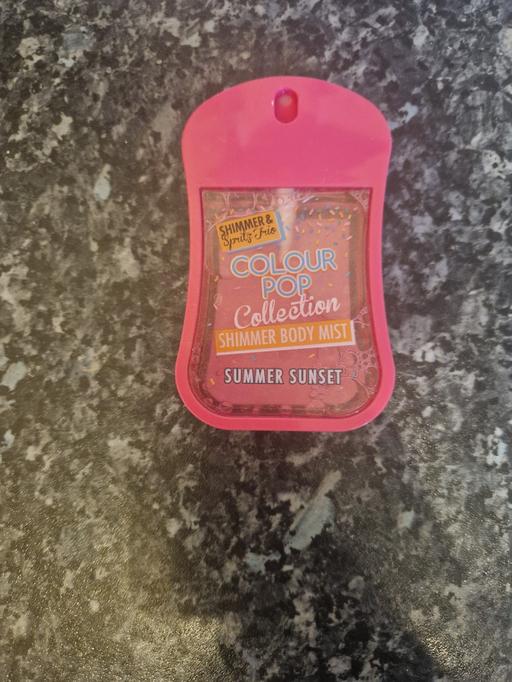 SHIMMER &
Spritz Trio
COLOUR
POP
Collection
SHIMMER BODY MIST
SUMMER SUNSET